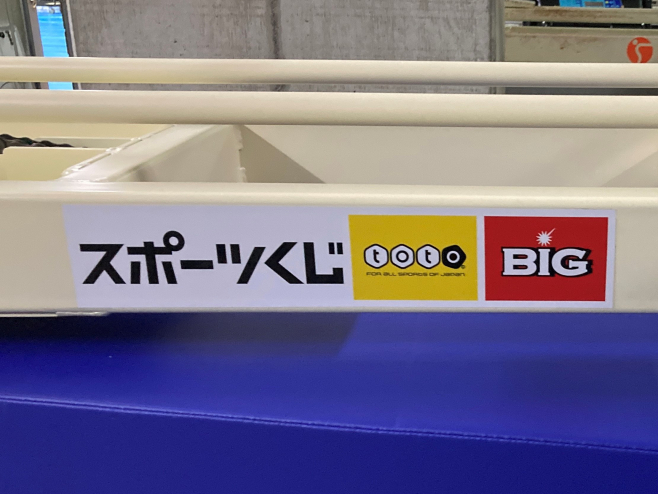 スポーツくじ
toto
FOR ALL SPORTS OF JAPAN
BIG